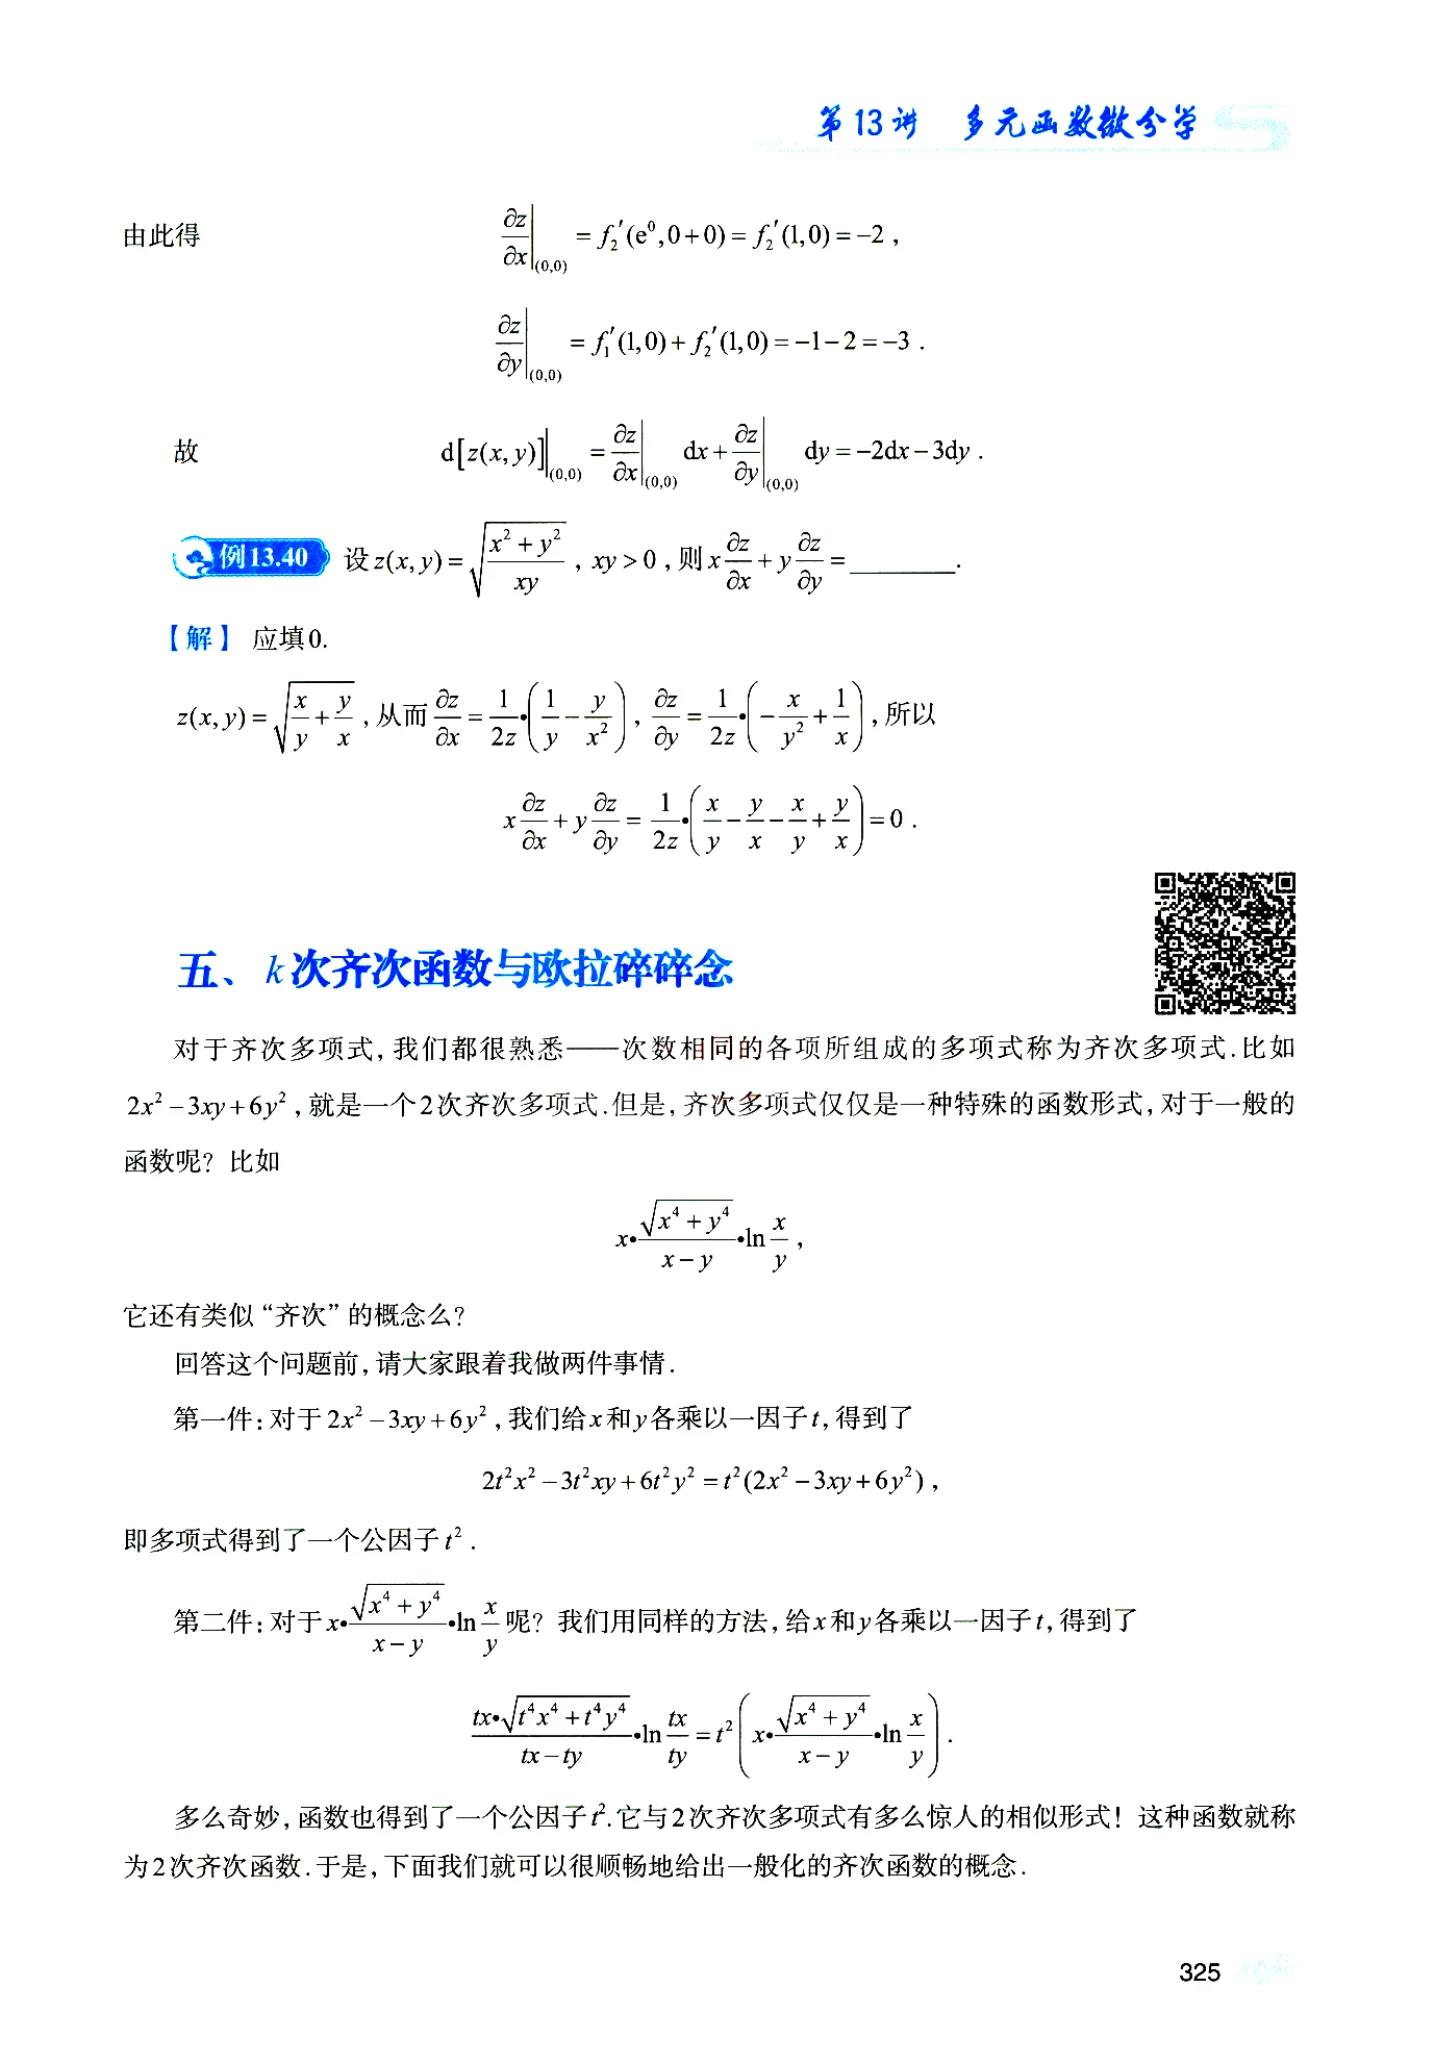 第13讲 多元函数微分学
由此得 $\left.\frac{\partial z}{\partial x}\right|_{(0,0)} = f_2'(e^0,0+0) = f_2'(1,0) = -2$，
$\left.\frac{\partial z}{\partial y}\right|_{(0,0)} = f_1'(1,0) + f_2'(1,0) = -1-2 = -3$．
故 $\left.\mathrm{d}[z(x,y)]\right|_{(0,0)} = \left.\frac{\partial z}{\partial x}\right|_{(0,0)}\mathrm{d}x + \left.\frac{\partial z}{\partial y}\right|_{(0,0)}\mathrm{d}y = -2\mathrm{d}x - 3\mathrm{d}y$．
例13.40 设 $z(x,y) = \sqrt{\frac{x^2+y^2}{xy}}$，$xy>0$，则 $x\frac{\partial z}{\partial x} + y\frac{\partial z}{\partial y} =$ ________.
【解】 应填0.
$z(x,y) = \sqrt{\frac{x}{y}+\frac{y}{x}}$，从而 $\frac{\partial z}{\partial x} = \frac{1}{2z}\cdot\left(\frac{1}{y}-\frac{y}{x^2}\right)$，$\frac{\partial z}{\partial y} = \frac{1}{2z}\cdot\left(-\frac{x}{y^2}+\frac{1}{x}\right)$，所以
$x\frac{\partial z}{\partial x} + y\frac{\partial z}{\partial y} = \frac{1}{2z}\cdot\left(\frac{x}{y}-\frac{y}{x}-\frac{x}{y}+\frac{y}{x}\right) = 0$．
五、k次齐次函数与欧拉碎碎念
对于齐次多项式，我们都很熟悉——次数相同的各项所组成的多项式称为齐次多项式．比如
$2x^2-3xy+6y^2$，就是一个2次齐次多项式．但是，齐次多项式仅仅是一种特殊的函数形式，对于一般的
函数呢？比如
$x\cdot\frac{\sqrt{x^4+y^4}}{x-y}\cdot\ln\frac{x}{y}$，
它还有类似“齐次”的概念么？
回答这个问题前，请大家跟着我做两件事情．
第一件：对于 $2x^2-3xy+6y^2$，我们给x和y各乘以一因子t，得到了
$2t^2x^2-3t^2xy+6t^2y^2 = t^2(2x^2-3xy+6y^2)$，
即多项式得到了一个公因子 $t^2$．
第二件：对于 $x\cdot\frac{\sqrt{x^4+y^4}}{x-y}\cdot\ln\frac{x}{y}$ 呢？我们用同样的方法，给x和y各乘以一因子t，得到了
$\frac{tx\cdot\sqrt{t^4x^4+t^4y^4}}{tx-ty}\cdot\ln\frac{tx}{ty} = t^2\left(x\cdot\frac{\sqrt{x^4+y^4}}{x-y}\cdot\ln\frac{x}{y}\right)$．
多么奇妙，函数也得到了一个公因子$t^2$．它与2次齐次多项式有多么惊人的相似形式！这种函数就称
为2次齐次函数．于是，下面我们就可以很顺畅地给出一般化的齐次函数的概念．
325